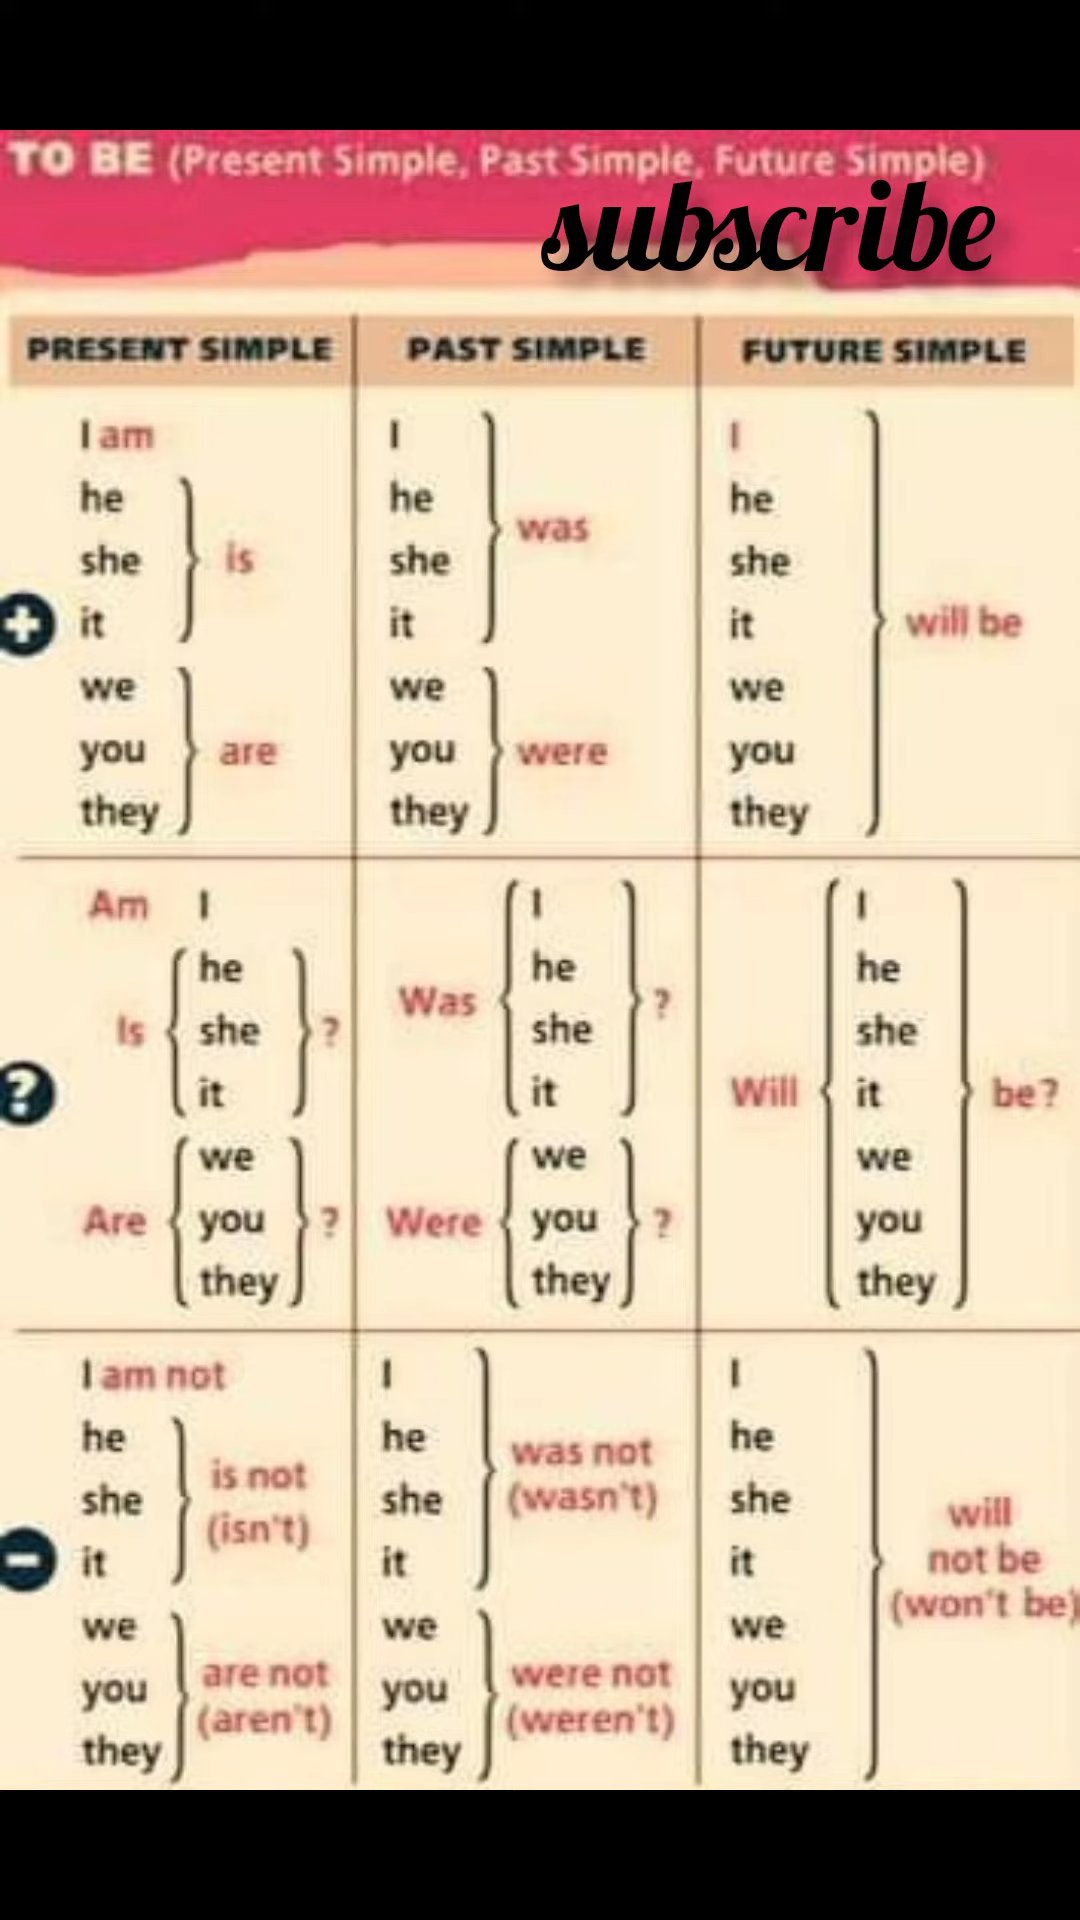 TO BE (Present Simple, Past Simple, Future Simple)
subscribe
PRESENT SIMPLE PAST SIMPLE FUTURE SIMPLE
I am I I
he he he
is was
she she she
it it it
will be
we we we
you are you were you
they they they
Am I I I
he he he
Was ?
Is she ? she she
it it Will it be?
we we we
Are you ? Were you ? you
they they they
I am not I I
he he he
is not was not
she she she
(isn't) (wasn't)
it it it
will
not be
(won't be)
we we we
are not were not
you you you
(aren't) (weren't)
they they they